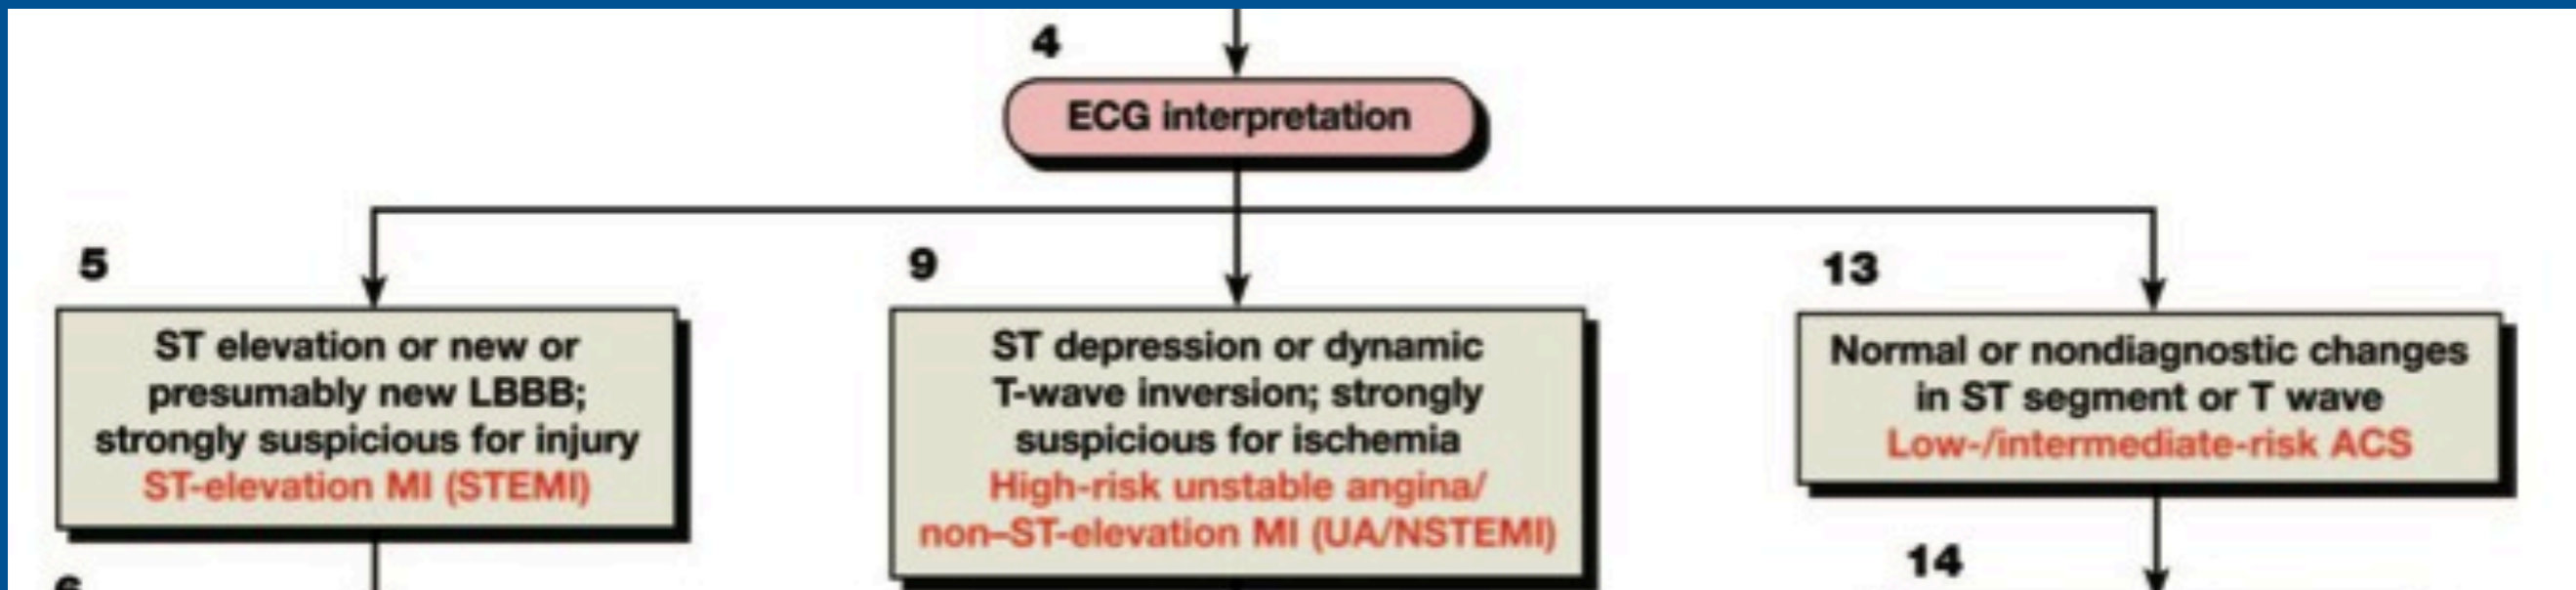 4
ECG interpretation
5
ST elevation or new or
presumably new LBBB;
strongly suspicious for injury
ST-elevation MI (STEMI)
9
ST depression or dynamic
T-wave inversion; strongly
suspicious for ischemia
High-risk unstable angina/
non–ST-elevation MI (UA/NSTEMI)
13
Normal or nondiagnostic changes
in ST segment or T wave
Low-/intermediate-risk ACS
6
14